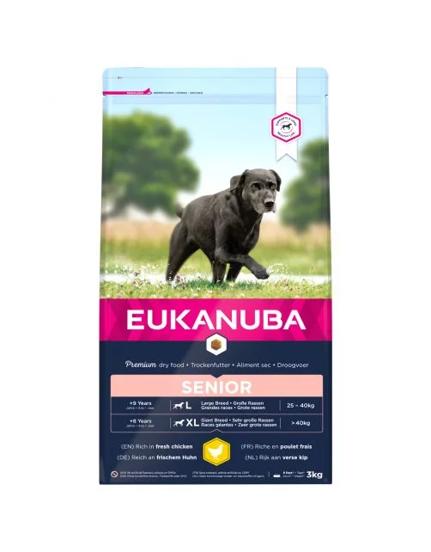 EUKANUBA
Premium dry food • Trockenfutter • Aliment sec • Droogvoer
SENIOR
+9 Years
L
Large Breed • Große Rassen
Grandes races • Grote rassen
25 - 40kg
+6 Years
XL
Giant Breed • Sehr große Rassen
Races géantes • Zeer grote rassen
>40kg
(EN) Rich in fresh chicken
(FR) Riche en poulet frais
(DE) Reich an frischem Huhn
(NL) Rijk aan verse kip
3kg